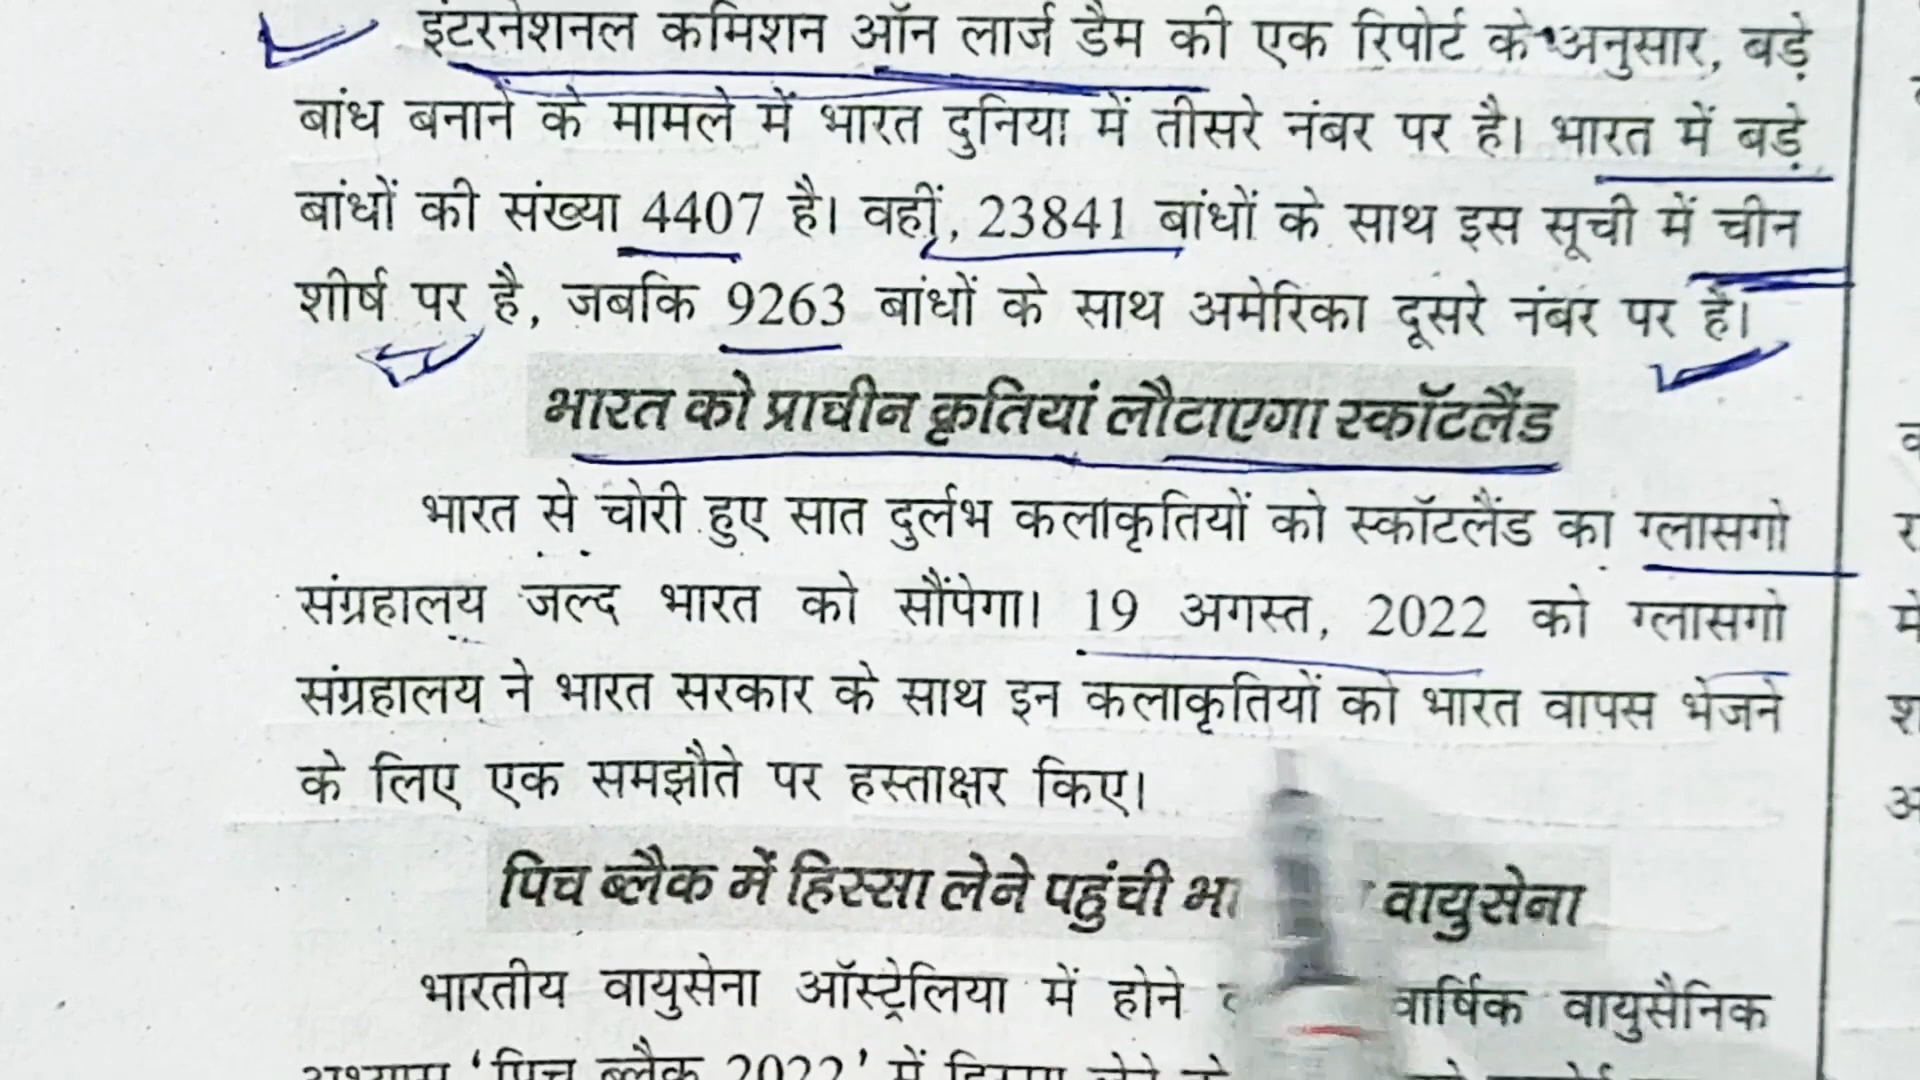 इंटरनेशनल कमिशन ऑन लार्ज डैम की एक रिपोर्ट के अनुसार, बड़े
बांध बनाने के मामले में भारत दुनिया में तीसरे नंबर पर है। भारत में बड़े
बांधों की संख्या 4407 है। वहीं, 23841 बांधों के साथ इस सूची में चीन
शीर्ष पर है, जबकि 9263 बांधों के साथ अमेरिका दूसरे नंबर पर है।
भारत को प्राचीन कृतियां लौटाएगा स्कॉटलैंड
भारत से चोरी हुए सात दुर्लभ कलाकृतियों को स्कॉटलैंड का ग्लासगो
संग्रहालय जल्द भारत को सौंपेगा। 19 अगस्त, 2022 को ग्लासगो
संग्रहालय ने भारत सरकार के साथ इन कलाकृतियों को भारत वापस भेजने
के लिए एक समझौते पर हस्ताक्षर किए।
पिच ब्लैक में हिस्सा लेने पहुंची वायुसेना
भारतीय वायुसेना ऑस्ट्रेलिया में होने वार्षिक वायुसैनिक
'पिच ब्लैक 2022' में